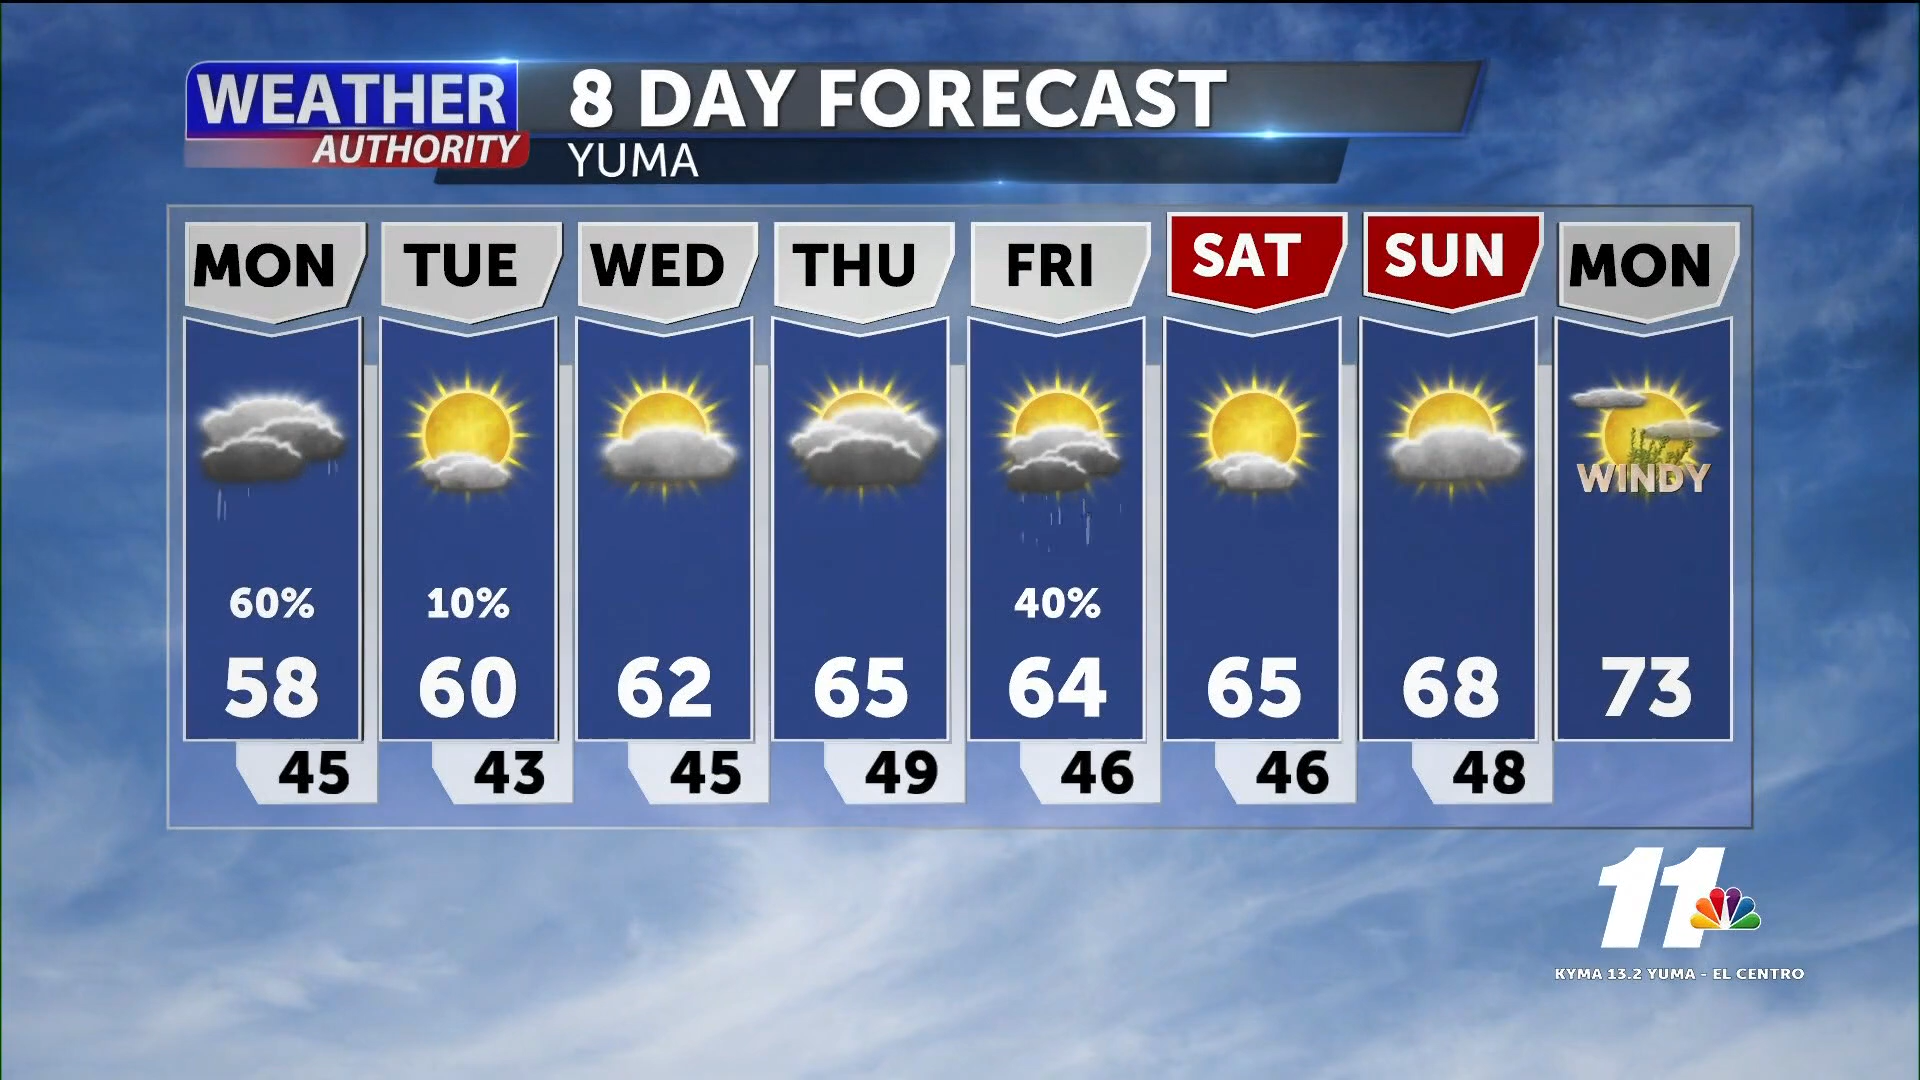 WEATHER
AUTHORITY
8 DAY FORECAST
YUMA
MON TUE WED THU FRI SAT SUN MON
WINDY
60% 10% 40%
58 60 62 65 64 65 68 73
45 43 45 49 46 46 48
11
KYMA 13.2 YUMA - EL CENTRO